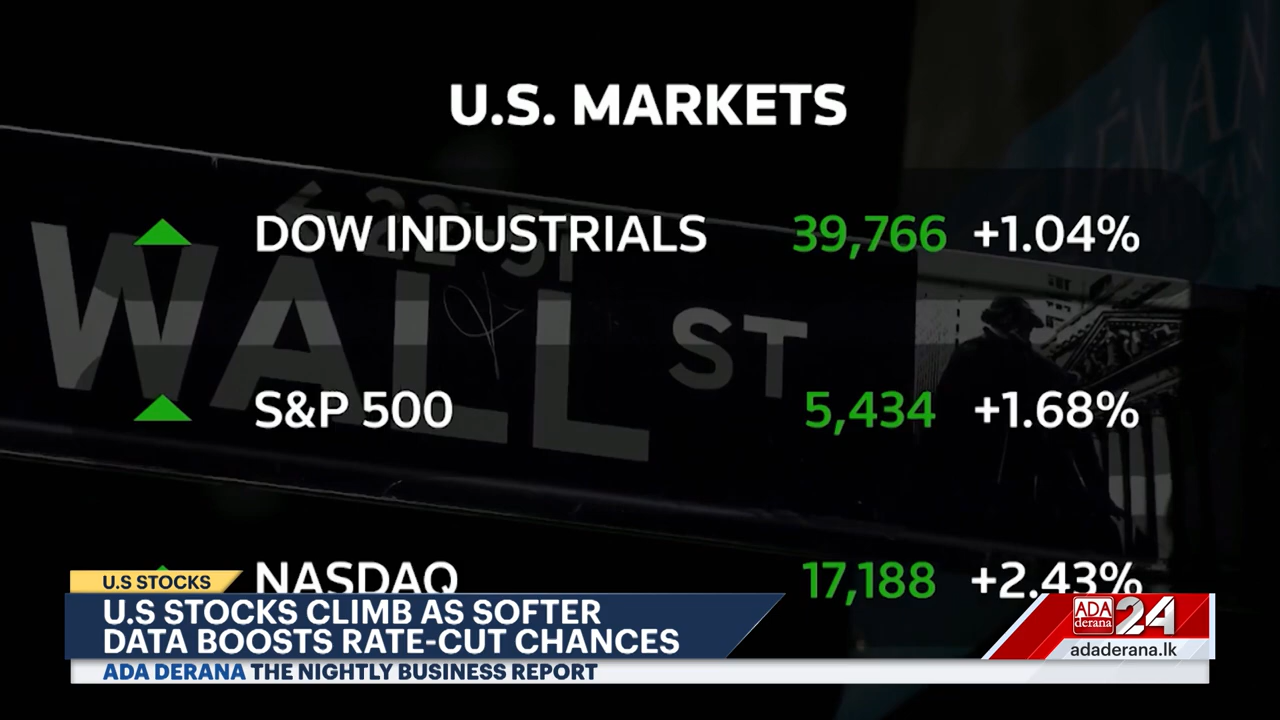 U.S. MARKETS
DOW INDUSTRIALS 39,766 +1.04%
WALL ST
S&P 500 5,434 +1.68%
NASDAQ 17,188 +2.43%
U.S STOCKS
U.S STOCKS CLIMB AS SOFTER
DATA BOOSTS RATE-CUT CHANCES
ADA DERANA THE NIGHTLY BUSINESS REPORT
ADA
derana 24
adaderana.lk